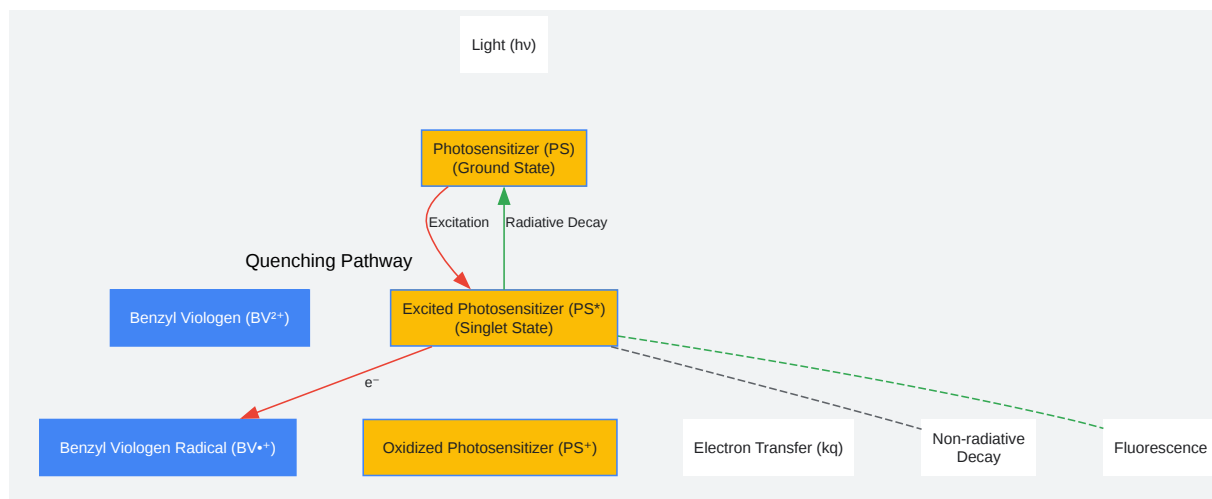 Light (hν)
Photosensitizer (PS)
(Ground State)
Excitation
Radiative Decay
Quenching Pathway
Benzyl Viologen (BV²⁺)
Excited Photosensitizer (PS*)
(Singlet State)
e⁻
Benzyl Viologen Radical (BV•⁺)
Oxidized Photosensitizer (PS⁺)
Electron Transfer (kq)
Non-radiative
Decay
Fluorescence